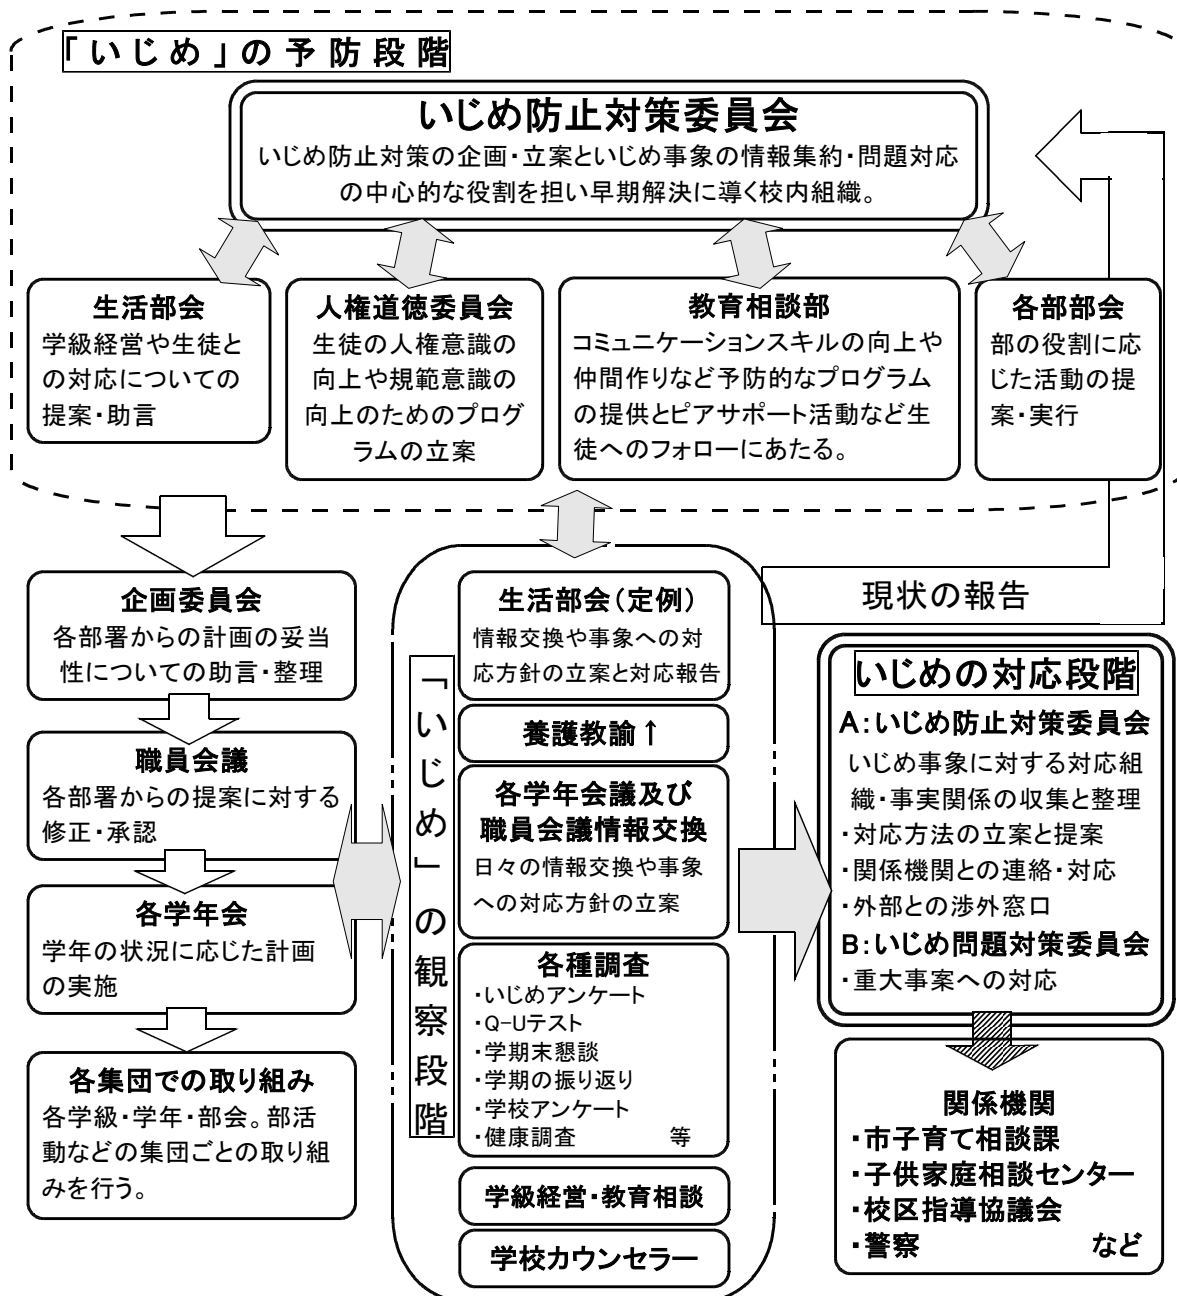 「いじめ」の予防段階
いじめ防止対策委員会
いじめ防止対策の企画・立案といじめ事象の情報集約・問題対応
の中心的な役割を担い早期解決に導く校内組織。
生活部会
学級経営や生徒と
の対応についての
提案・助言
人権道徳委員会
生徒の人権意識の
向上や規範意識の
向上のためのプログ
ラムの立案
教育相談部
コミュニケーションスキルの向上や
仲間作りなど予防的なプログラム
の提供とピアサポート活動など生
徒へのフォローにあたる。
各部部会
部の役割に応
じた活動の提
案・実行
企画委員会
各部署からの計画の妥当
性についての助言・整理
職員会議
各部署からの提案に対する
修正・承認
各学年会
学年の状況に応じた計画
の実施
各集団での取り組み
各学級・学年・部会。部活
動などの集団ごとの取り組
みを行う。
「いじめ」の観察段階
生活部会(定例)
情報交換や事象への対
応方針の立案と対応報告
養護教諭↑
各学年会議及び
職員会議情報交換
日々の情報交換や事象
への対応方針の立案
各種調査
・いじめアンケート
・Q-Uテスト
・学期末懇談
・学期の振り返り
・学校アンケート
・健康調査 等
学級経営・教育相談
学校カウンセラー
現状の報告
いじめの対応段階
A:いじめ防止対策委員会
いじめ事象に対する対応組
織・事実関係の収集と整理
・対応方法の立案と提案
・関係機関との連絡・対応
・外部との渉外窓口
B:いじめ問題対策委員会
・重大事案への対応
関係機関
・市子育て相談課
・子供家庭相談センター
・校区指導協議会
・警察 など